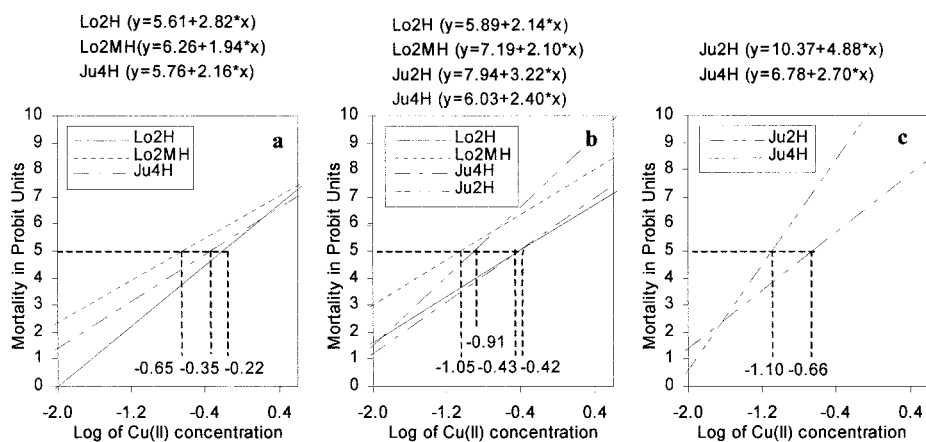 Lo2H (y=5.61+2.82*x)
Lo2MH(y=6.26+1.94*x)
Ju4H (y=5.76+2.16*x)
Lo2H (y=5.89+2.14*x)
Lo2MH (y=7.19+2.10*x)
Ju2H (y=7.94+3.22*x)
Ju4H (y=6.03+2.40*x)
Ju2H (y=10.37+4.88*x)
Ju4H (y=6.78+2.70*x)
Mortality in Probit Units
10
9
8
7
6
5
4
3
2
1
0
Lo2H
Lo2MH
Ju4H
a
-0.65 -0.35 -0.22
-2.0 -1.2 -0.4 0.4
Log of Cu(II) concentration
Mortality in Probit Units
10
9
8
7
6
5
4
3
2
1
0
Lo2H
Lo2MH
Ju4H
Ju2H
b
-0.91
-1.05 -0.43 -0.42
-2.0 -1.2 -0.4 0.4
Log of Cu(II) concentration
Mortality in Probit Units
10
9
8
7
6
5
4
3
2
1
0
Ju2H
Ju4H
c
-1.10 -0.66
-2.0 -1.2 -0.4 0.4
Log of Cu(II) concentration